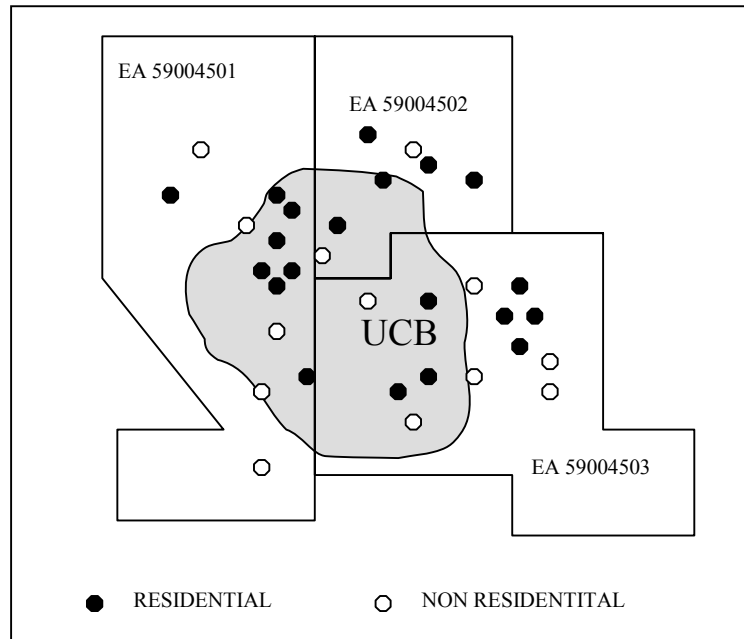 EA 59004501
EA 59004502
UCB
EA 59004503
RESIDENTIAL
NON RESIDENTITAL